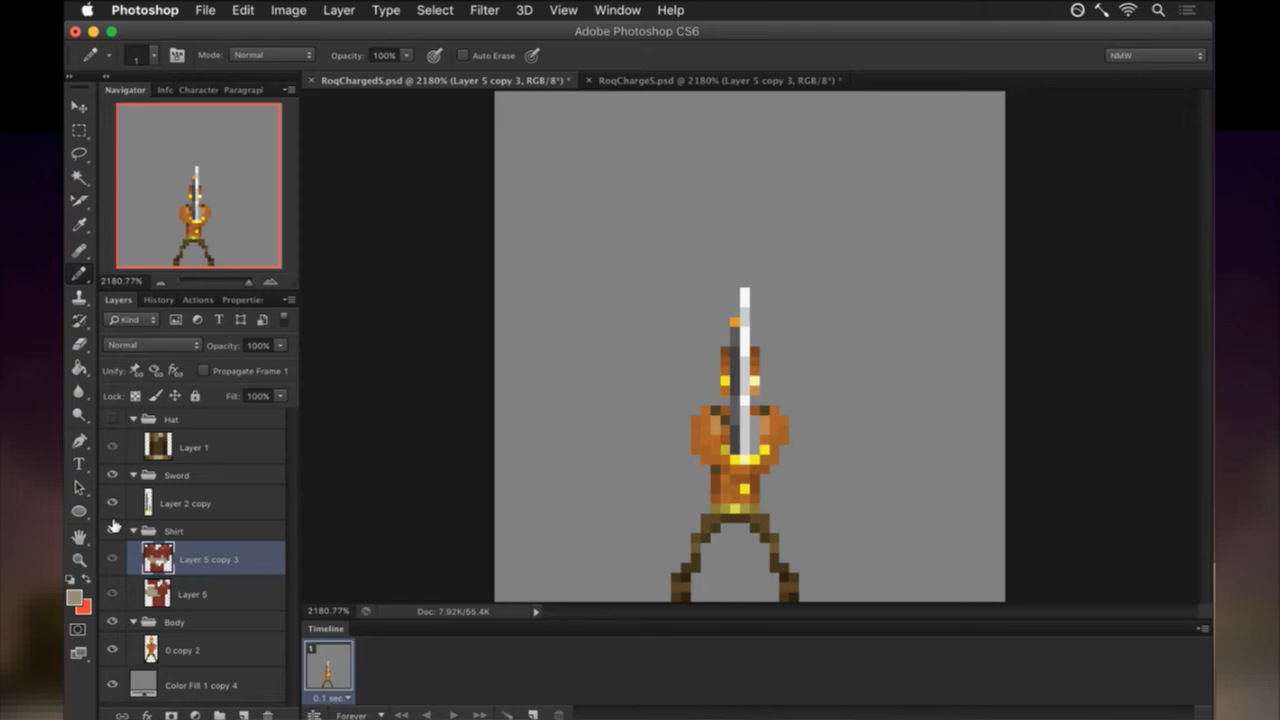 Photoshop File Edit Image Layer Type Select Filter 3D View Window Help
Adobe Photoshop CS6
1 Mode: Normal Opacity: 100% Auto Erase NMW
RoqChargedS.psd @ 2180% (Layer 5 copy 3, RGB/8*) * RoqChargeS.psd @ 2180% (Layer 5 copy 3, RGB/8*) *
Navigator Info Character Paragrapl
2180.77%
Layers History Actions Properties
Kind T
Normal Opacity: 100%
Unify: Propagate Frame 1
Lock: Fill: 100%
Hat
Layer 1
Sword
Layer 2 copy
Shirt
Layer 5 copy 3
Layer 5
Body
0 copy 2
Color Fill 1 copy 4
fx
2180.77% Doc: 7.92K/55.4K
Timeline
1
0.1 sec.
Forever